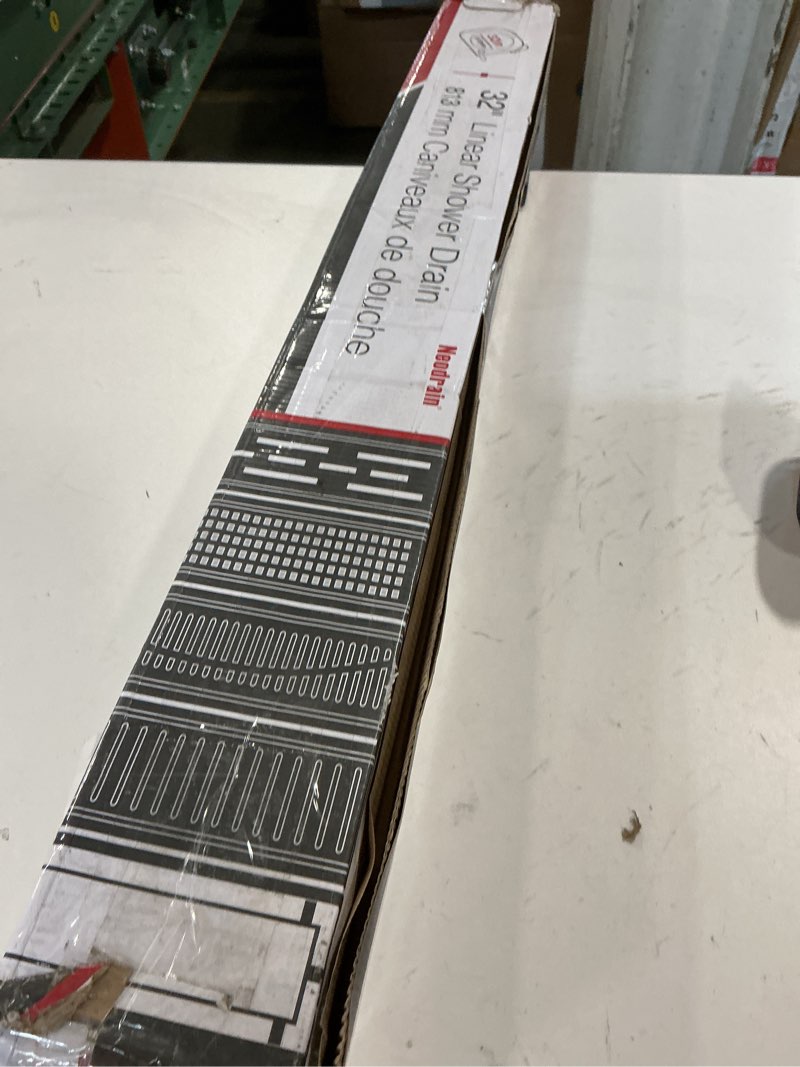 32" Linear Shower Drain
813 mm Caniveaux de douche
Neodrain